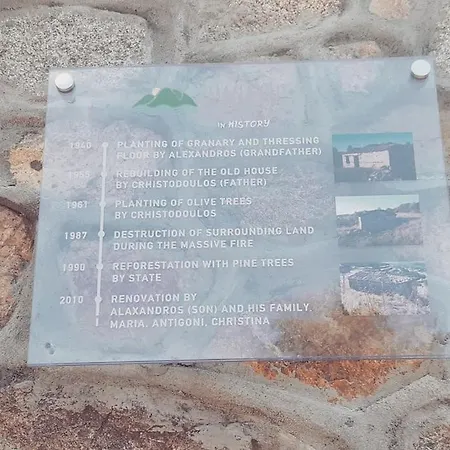 IN HISTORY
PLANTING OF GRANARY AND THRESSING
FLOOR BY ALEXANDROS (GRANDFATHER)
REBUILDING OF THE OLD HOUSE
BY CRHISTODOULOS (FATHER)
1961 PLANTING OF OLIVE TREES
BY CRHISTODOULOS
1987 DESTRUCTION OF SURROUNDING LAND
DURING THE MASSIVE FIRE
1990 REFORESTATION WITH PINE TREES
BY STATE
2010 RENOVATION BY
ALAXANDROS (SON) AND HIS FAMILY,
MARIA, ANTIGONI, CHRISTINA